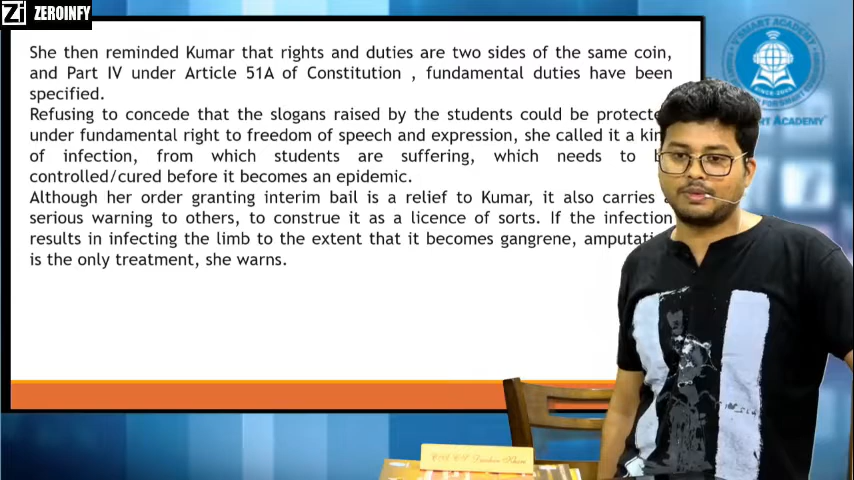 Zi ZEROINFY
She then reminded Kumar that rights and duties are two sides of the same coin,
and Part IV under Article 51A of Constitution , fundamental duties have been
specified.
Refusing to concede that the slogans raised by the students could be
under fundamental right to freedom of speech and expression, she called it a
of infection, from which students are suffering, which needs to
controlled/cured before it becomes an epidemic.
Although her order granting interim bail is a relief to Kumar, it also carries
serious warning to others, to construe it as a licence of sorts. If the infection
results in infecting the limb to the extent that it becomes gangrene,
is the only treatment, she warns.
V'SMART ACADEMY
SINCE-2004
ACADEMY